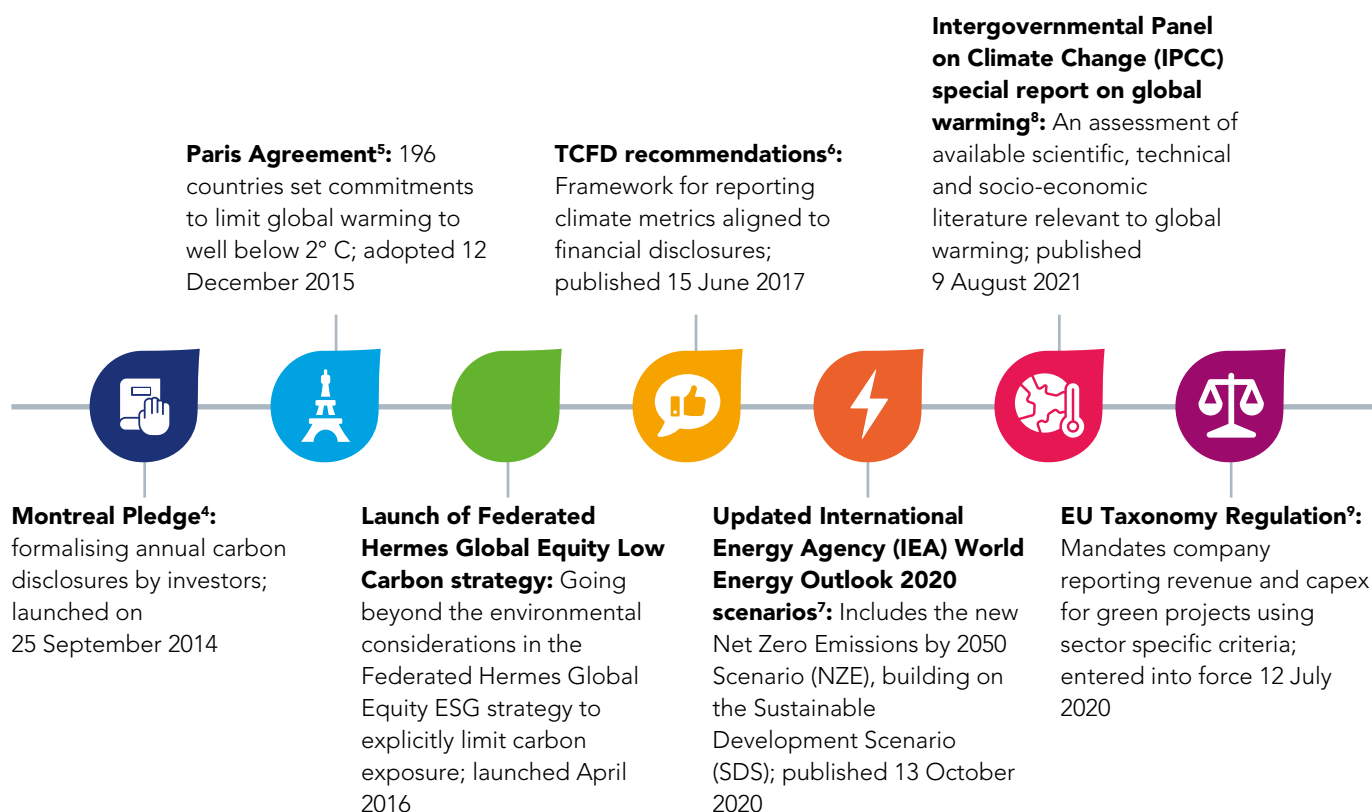 Intergovernmental Panel
on Climate Change (IPCC)
special report on global
warming⁸: An assessment of
available scientific, technical
and socio-economic
literature relevant to global
warming; published
9 August 2021
Paris Agreement⁵: 196
countries set commitments
to limit global warming to
well below 2° C; adopted 12
December 2015
TCFD recommendations⁶:
Framework for reporting
climate metrics aligned to
financial disclosures;
published 15 June 2017
Montreal Pledge⁴:
formalising annual carbon
disclosures by investors;
launched on
25 September 2014
Launch of Federated
Hermes Global Equity Low
Carbon strategy: Going
beyond the environmental
considerations in the
Federated Hermes Global
Equity ESG strategy to
explicitly limit carbon
exposure; launched April
2016
Updated International
Energy Agency (IEA) World
Energy Outlook 2020
scenarios⁷: Includes the new
Net Zero Emissions by 2050
Scenario (NZE), building on
the Sustainable
Development Scenario
(SDS); published 13 October
2020
EU Taxonomy Regulation⁹:
Mandates company
reporting revenue and capex
for green projects using
sector specific criteria;
entered into force 12 July
2020